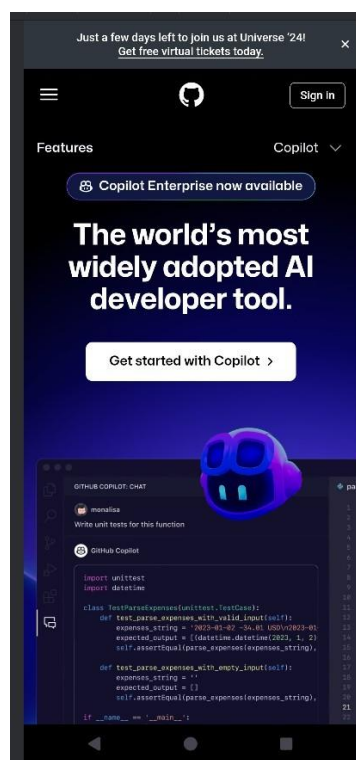 Just a few days left to join us at Universe '24!
Get free virtual tickets today.
Sign in
Features
Copilot
Copilot Enterprise now available
The world's most
widely adopted AI
developer tool.
Get started with Copilot
GITHUB COPILOT: CHAT
monalisa
Write unit tests for this function
GitHub Copilot
import unittest
import datetime
class TestParseExpenses(unittest.TestCase):
def test_parse_expenses_with_valid_input(self):
expenses_string = '2023-01-02 -34.01 USD\n2023-01
expected_output = [(datetime.datetime(2023, 1, 2)
self.assertEqual(parse_expenses(expenses_string),
def test_parse_expenses_with_empty_input(self):
expenses_string = ''
expected_output = []
self.assertEqual(parse_expenses(expenses_string),
if __name__ == '__main__':
pa
21